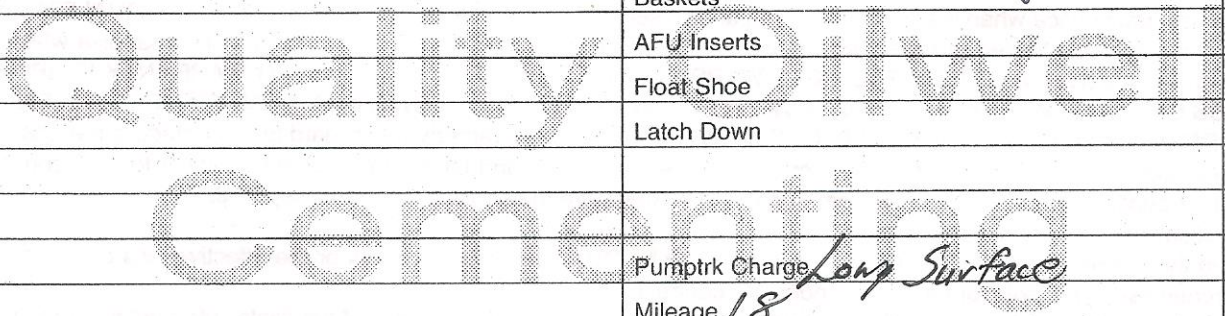 Baskets
Quality Oilwell
AFU Inserts
Float Shoe
Latch Down
Cementing
Pumptrk Charge Long Surface
Mileage 18